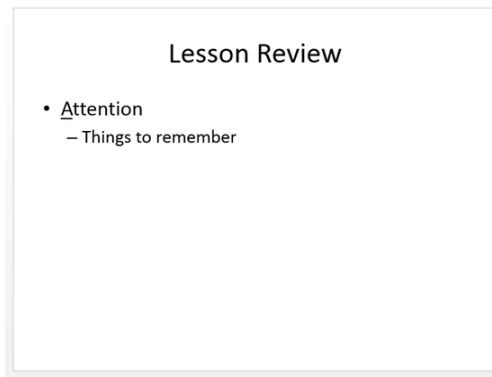 Lesson Review
• Attention
– Things to remember